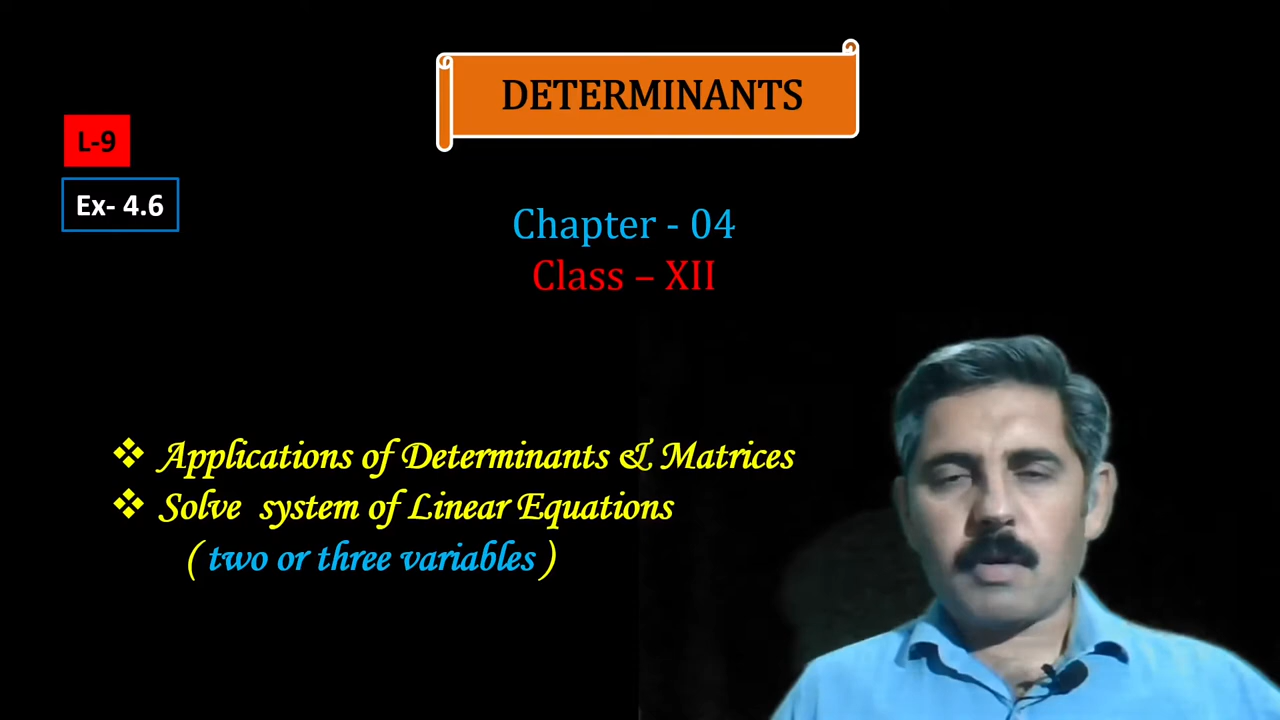 DETERMINANTS
L-9
Ex- 4.6
Chapter - 04
Class – XII
❖ Applications of Determinants & Matrices
❖ Solve system of Linear Equations
( two or three variables )